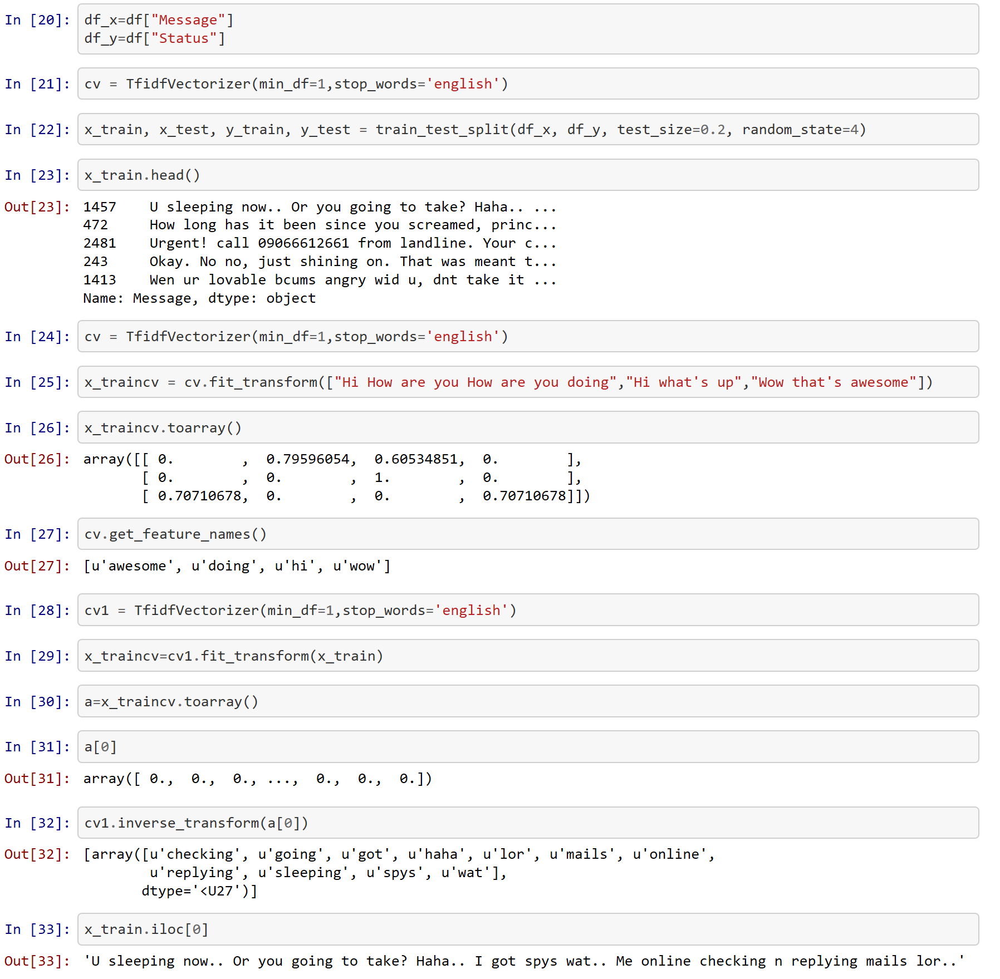 In [20]: df_x=df["Message"]
df_y=df["Status"]
In [21]: cv = TfidfVectorizer(min_df=1,stop_words='english')
In [22]: x_train, x_test, y_train, y_test = train_test_split(df_x, df_y, test_size=0.2, random_state=4)
In [23]: x_train.head()
Out[23]: 1457    U sleeping now.. Or you going to take? Haha.. ...
472     How long has it been since you screamed, princ...
2481    Urgent! call 09066612661 from landline. Your c...
243     Okay. No no, just shining on. That was meant t...
1413    Wen ur lovable bcums angry wid u, dnt take it ...
Name: Message, dtype: object
In [24]: cv = TfidfVectorizer(min_df=1,stop_words='english')
In [25]: x_traincv = cv.fit_transform(["Hi How are you How are you doing","Hi what's up","Wow that's awesome"])
In [26]: x_traincv.toarray()
Out[26]: array([[ 0.        ,  0.79596054,  0.60534851,  0.        ],
[ 0.        ,  0.        ,  1.        ,  0.        ],
[ 0.70710678,  0.        ,  0.        ,  0.70710678]])
In [27]: cv.get_feature_names()
Out[27]: [u'awesome', u'doing', u'hi', u'wow']
In [28]: cv1 = TfidfVectorizer(min_df=1,stop_words='english')
In [29]: x_traincv=cv1.fit_transform(x_train)
In [30]: a=x_traincv.toarray()
In [31]: a[0]
Out[31]: array([ 0.,  0.,  0., ...,  0.,  0.,  0.])
In [32]: cv1.inverse_transform(a[0])
Out[32]: [array([u'checking', u'going', u'got', u'haha', u'lor', u'mails', u'online',
u'replying', u'sleeping', u'spys', u'wat'],
dtype='<U27')]
In [33]: x_train.iloc[0]
Out[33]: 'U sleeping now.. Or you going to take? Haha.. I got spys wat.. Me online checking n replying mails lor..'